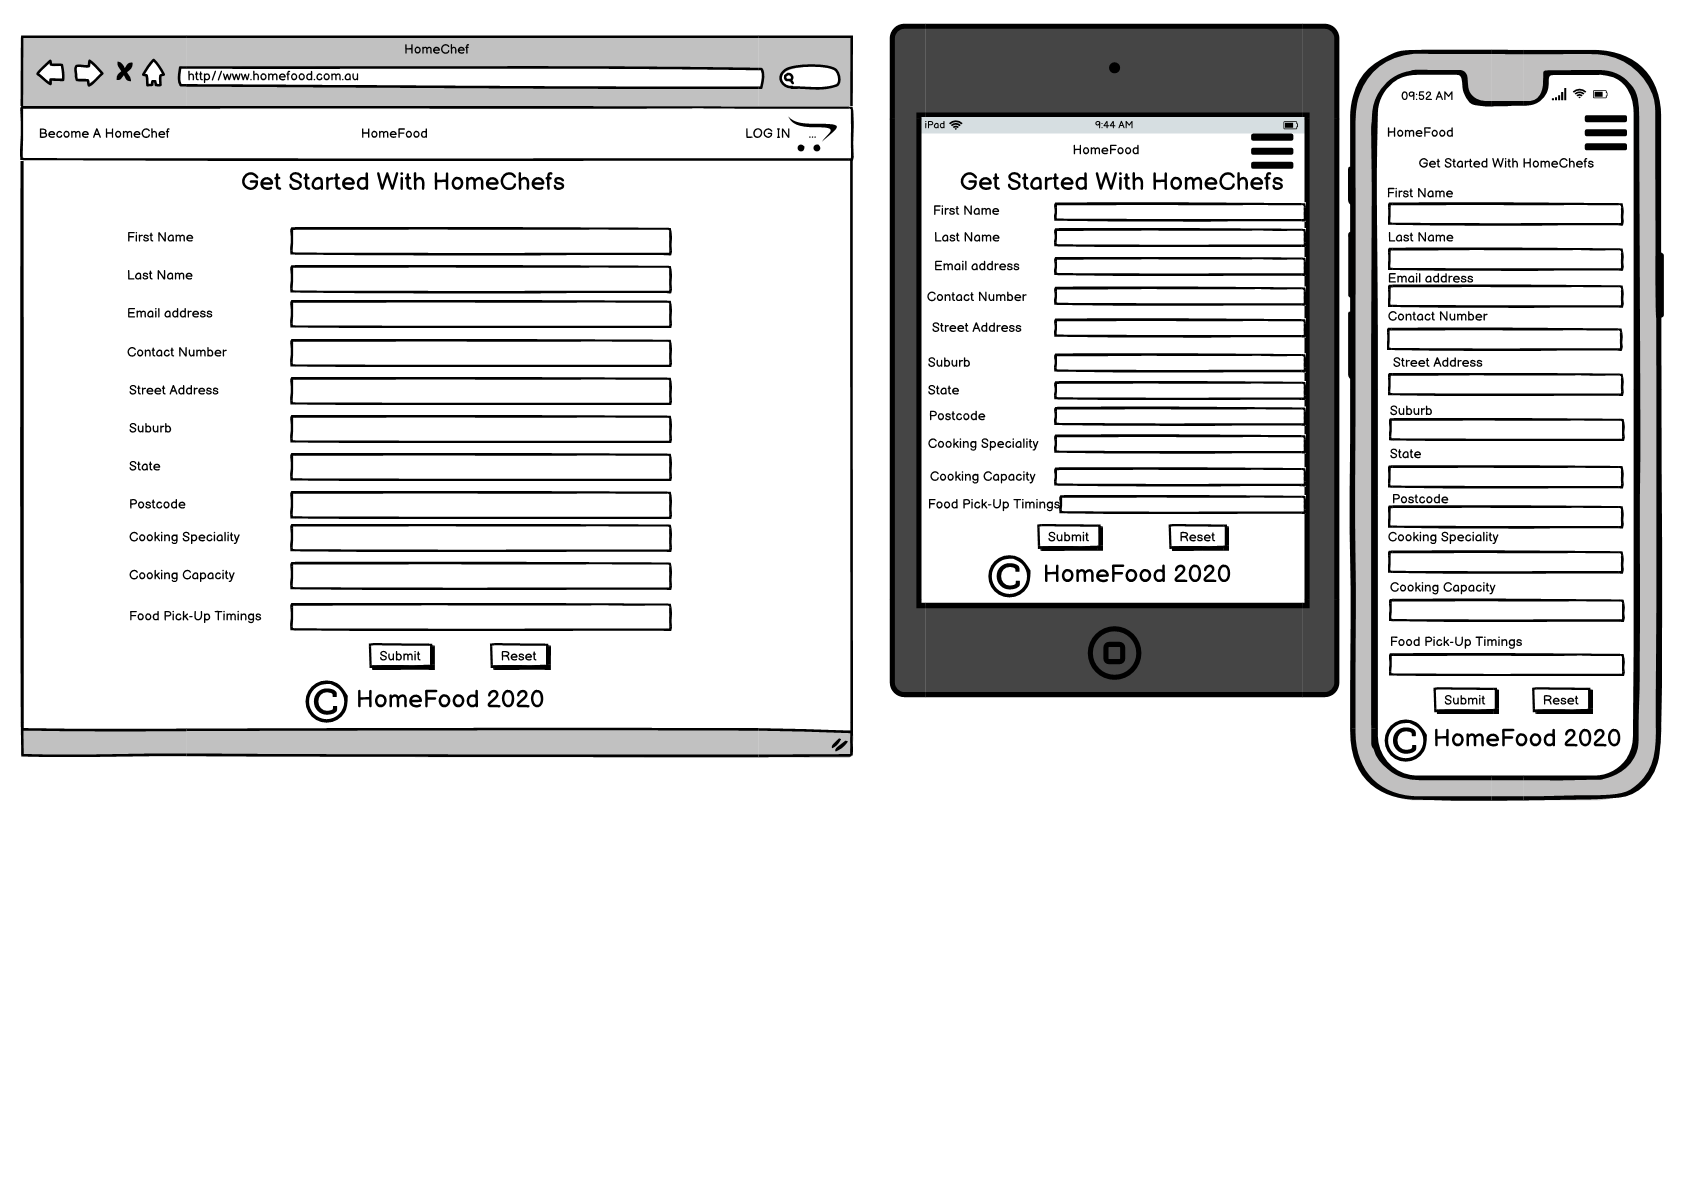 HomeChef
http//www.homefood.com.au
Become A HomeChef
HomeFood
LOG IN
...
Get Started With HomeChefs
First Name
Last Name
Email address
Contact Number
Street Address
Suburb
State
Postcode
Cooking Speciality
Cooking Capacity
Food Pick-Up Timings
Submit
Reset
© HomeFood 2020
iPad
9:44 AM
HomeFood
Get Started With HomeChefs
First Name
Last Name
Email address
Contact Number
Street Address
Suburb
State
Postcode
Cooking Speciality
Cooking Capacity
Food Pick-Up Timings
Submit
Reset
© HomeFood 2020
09:52 AM
HomeFood
Get Started With HomeChefs
First Name
Last Name
Email address
Contact Number
Street Address
Suburb
State
Postcode
Cooking Speciality
Cooking Capacity
Food Pick-Up Timings
Submit
Reset
© HomeFood 2020